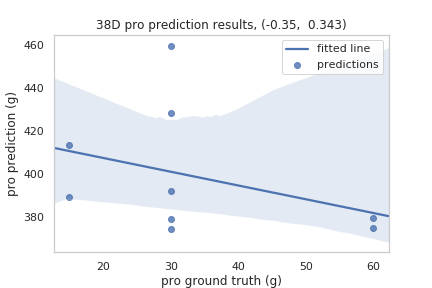 38D pro prediction results, (-0.35,  0.343)
fitted line
predictions
pro prediction (g)
460
440
420
400
380
20
30
40
50
60
pro ground truth (g)